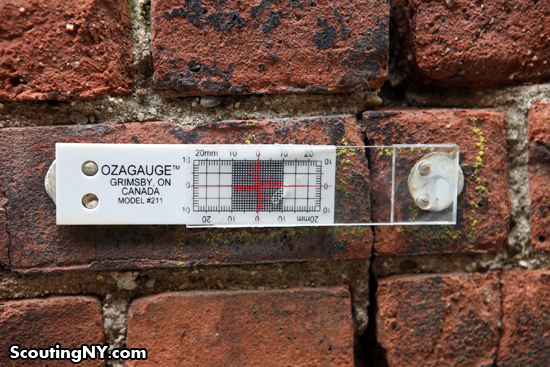 OZAGAUGE™
GRIMSBY, ON
CANADA
MODEL #211
20mm 10 0 10 20
10 10
0 0
10 10
20 10 0 10 20mm
ScoutingNY.com